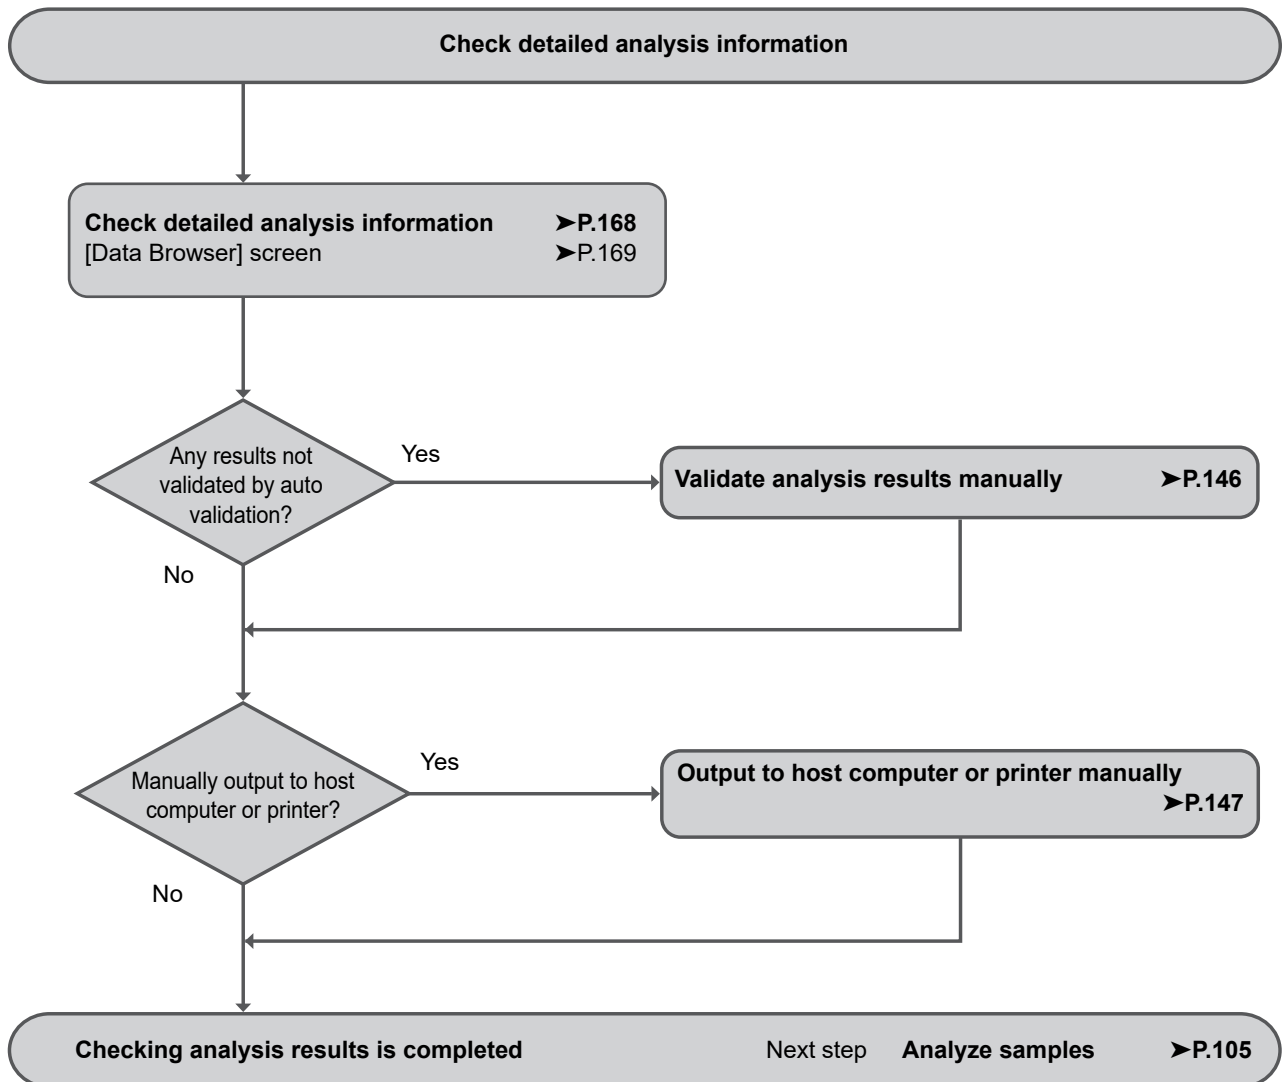 Check detailed analysis information
Check detailed analysis information ➤P.168
[Data Browser] screen ➤P.169
Any results not
validated by auto
validation?
Yes
Validate analysis results manually ➤P.146
No
Manually output to host
computer or printer?
Yes
Output to host computer or printer manually
➤P.147
No
Checking analysis results is completed Next step Analyze samples ➤P.105